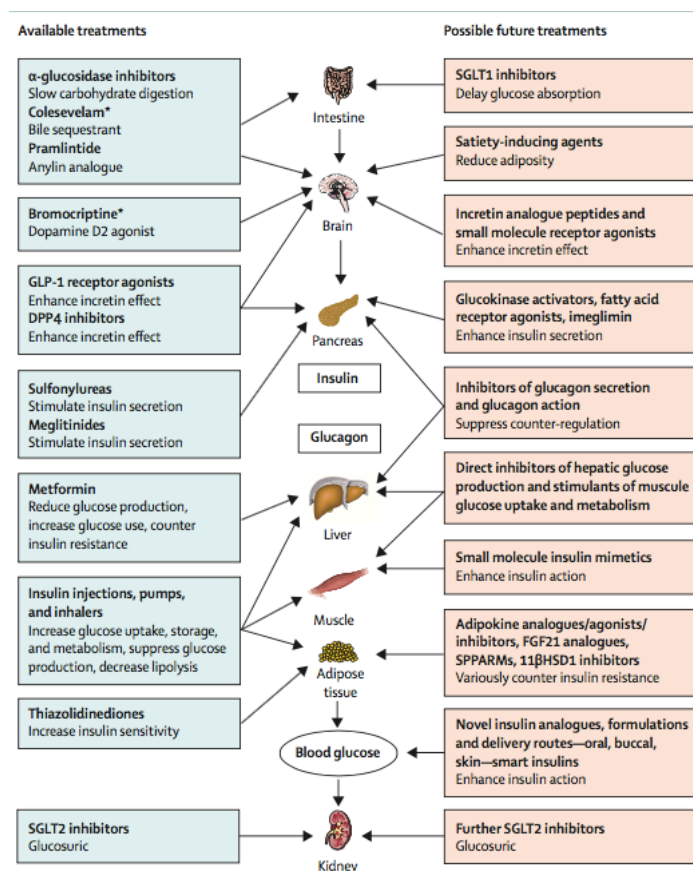 Available treatments
α-glucosidase inhibitors
Slow carbohydrate digestion
Colesevelam*
Bile sequestrant
Pramlintide
Anylin analogue
Bromocriptine*
Dopamine D2 agonist
GLP-1 receptor agonists
Enhance incretin effect
DPP4 inhibitors
Enhance incretin effect
Sulfonylureas
Stimulate insulin secretion
Meglitinides
Stimulate insulin secretion
Metformin
Reduce glucose production,
increase glucose use, counter
insulin resistance
Insulin injections, pumps,
and inhalers
Increase glucose uptake, storage,
and metabolism, suppress glucose
production, decrease lipolysis
Thiazolidinediones
Increase insulin sensitivity
SGLT2 inhibitors
Glucosuric
Intestine
Brain
Pancreas
Insulin
Glucagon
Liver
Muscle
Adipose
tissue
Blood glucose
Kidney
Possible future treatments
SGLT1 inhibitors
Delay glucose absorption
Satiety-inducing agents
Reduce adiposity
Incretin analogue peptides and
small molecule receptor agonists
Enhance incretin effect
Glucokinase activators, fatty acid
receptor agonists, imeglimin
Enhance insulin secretion
Inhibitors of glucagon secretion
and glucagon action
Suppress counter-regulation
Direct inhibitors of hepatic glucose
production and stimulants of muscule
glucose uptake and metabolism
Small molecule insulin mimetics
Enhance insulin action
Adipokine analogues/agonists/
inhibitors, FGF21 analogues,
SPPARMs, 11βHSD1 inhibitors
Variously counter insulin resistance
Novel insulin analogues, formulations
and delivery routes—oral, buccal,
skin—smart insulins
Enhance insulin action
Further SGLT2 inhibitors
Glucosuric